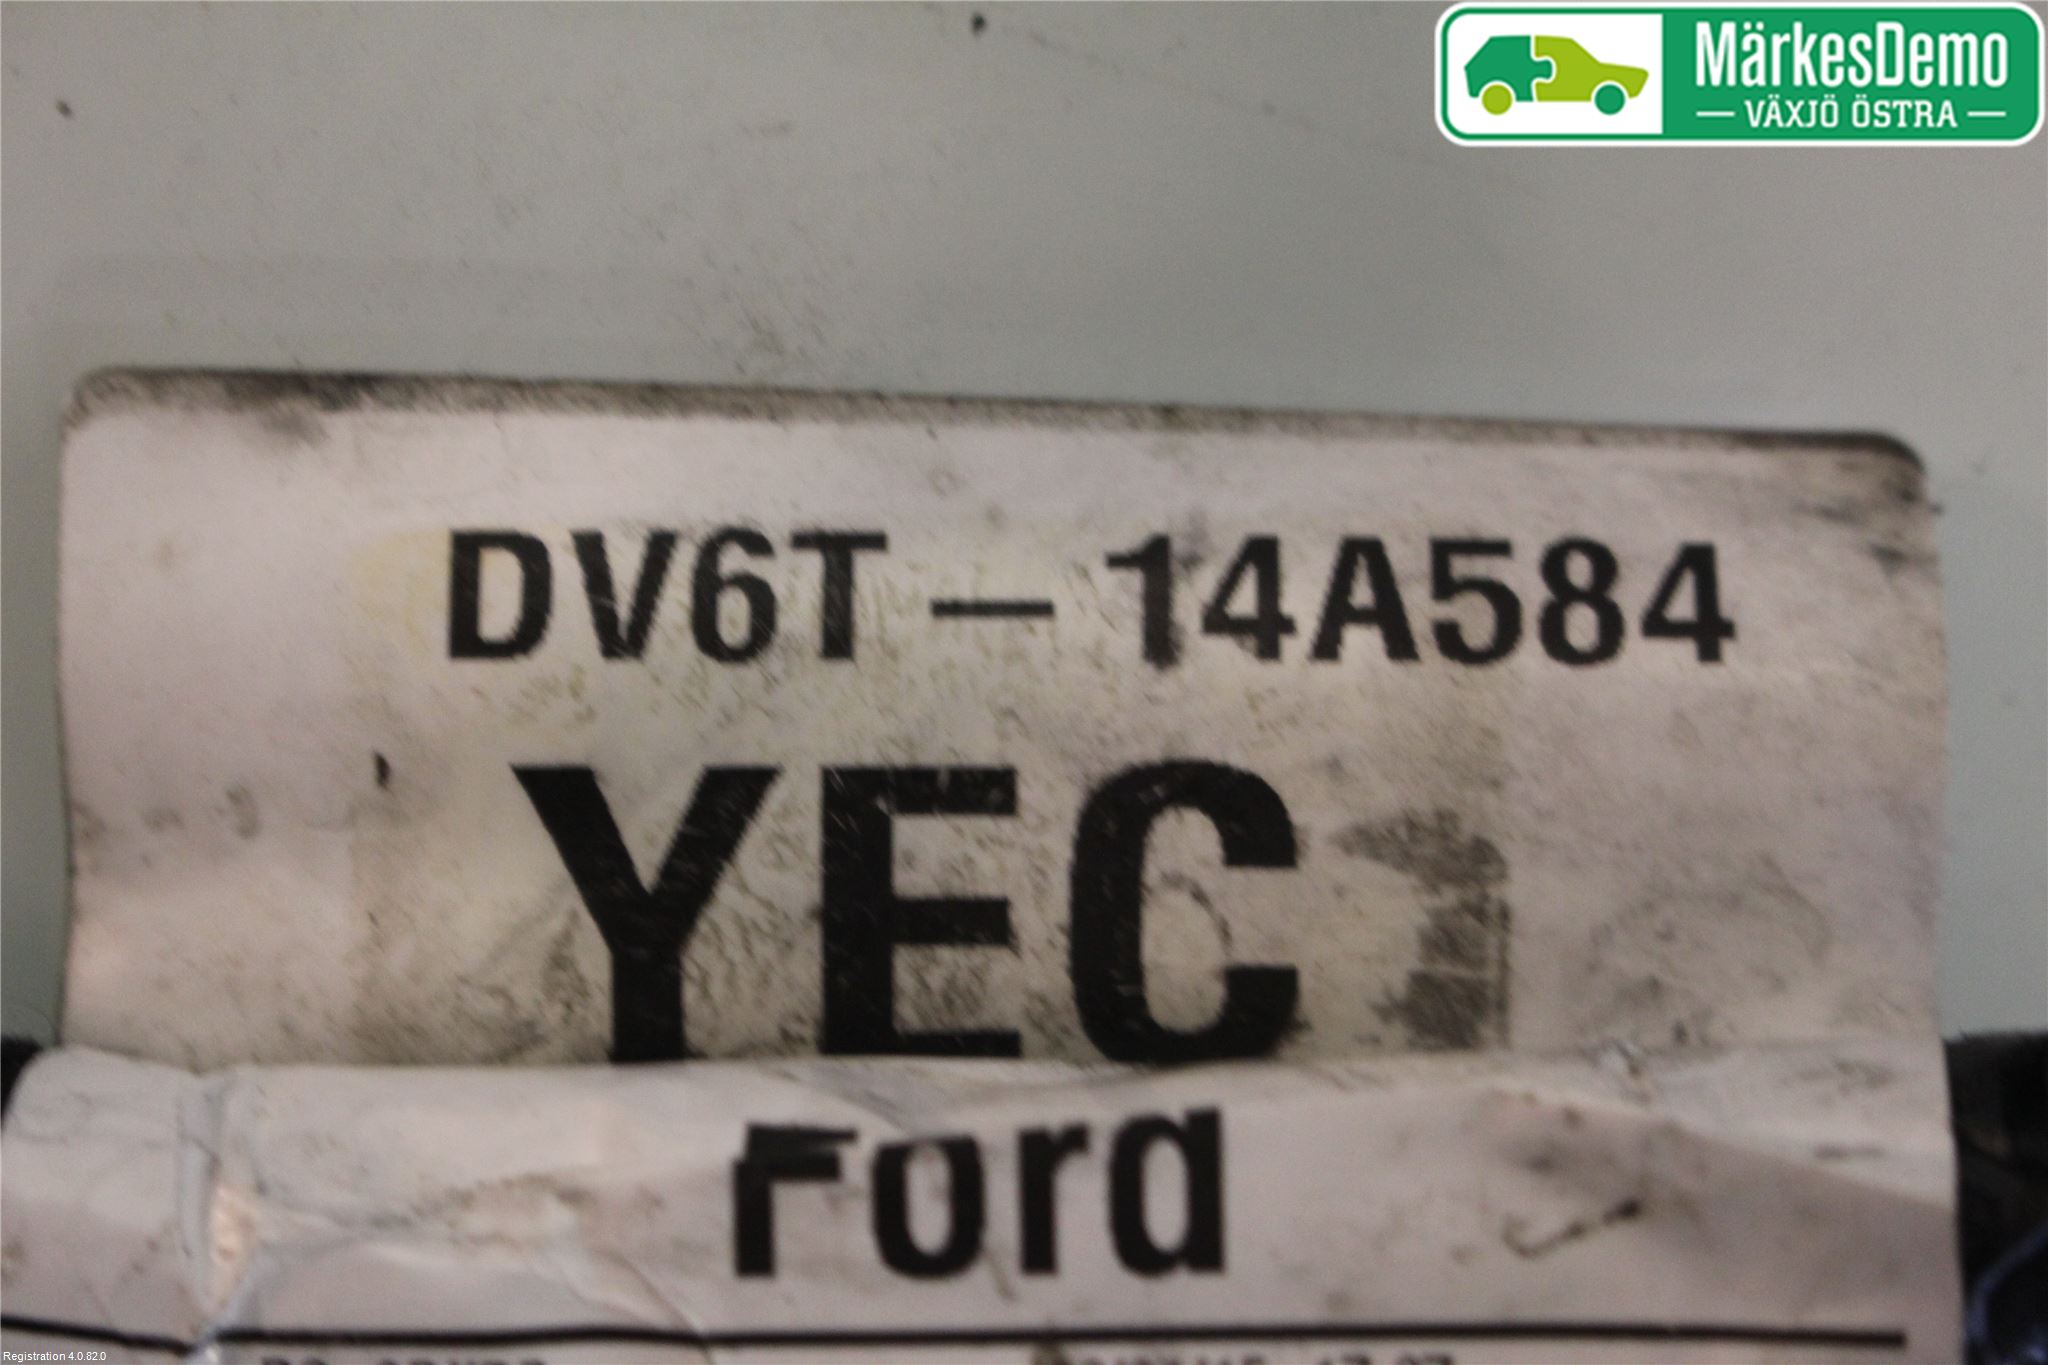 MärkesDemo
— VÄXJÖ ÖSTRA —
DV6T — 14A584
YEC
Ford
Registration 4.0.82.0